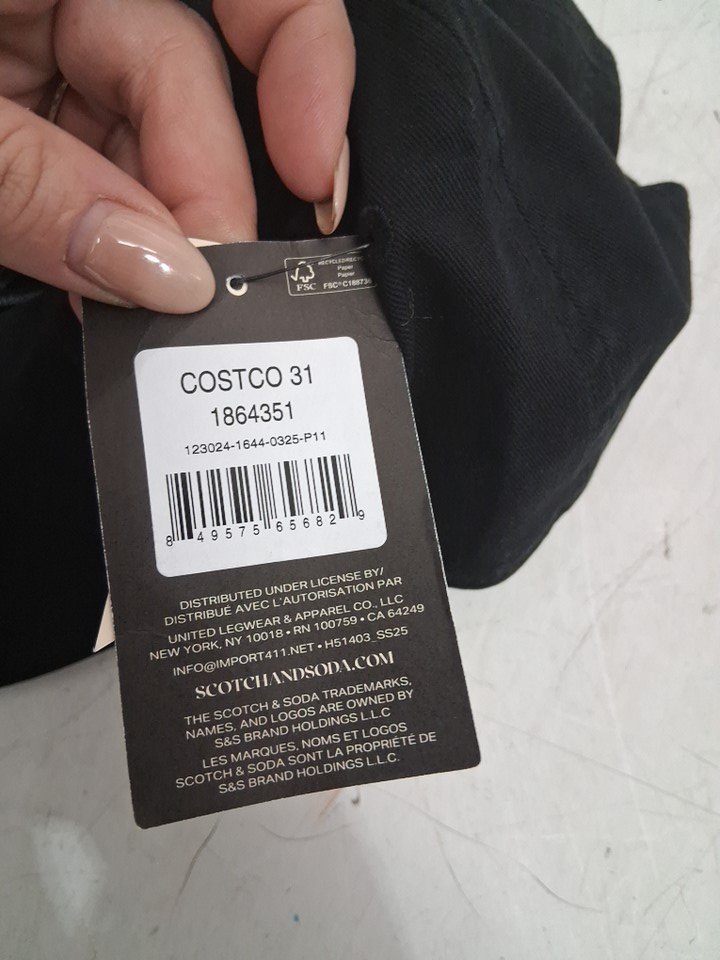 Paper
Paper
FSC
COSTCO 31
1864351
123024-1644-0325-P11
8 49575 65682 9
DISTRIBUTED UNDER LICENSE BY/
DISTRIBUÉ AVEC L'AUTORISATION PAR
UNITED LEGWEAR & APPAREL CO., LLC
NEW YORK, NY 10018 • RN 100759 • CA 64249
INFO@IMPORT411.NET • H51403_SS25
SCOTCHANDSODA.COM
THE SCOTCH & SODA TRADEMARKS,
NAMES, AND LOGOS ARE OWNED BY
S&S BRAND HOLDINGS L.L.C
LES MARQUES, NOMS ET LOGOS
SCOTCH & SODA SONT LA PROPRIÉTÉ DE
S&S BRAND HOLDINGS L.L.C.